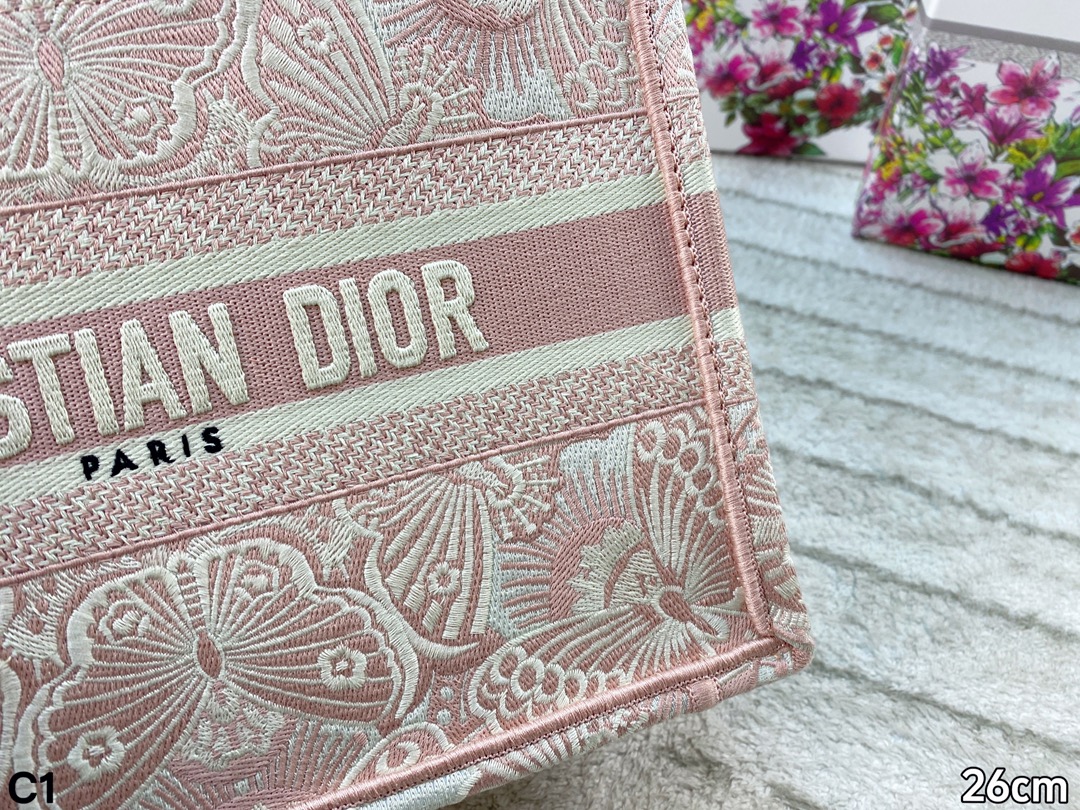 STIAN DIOR
PARIS
C1
26cm